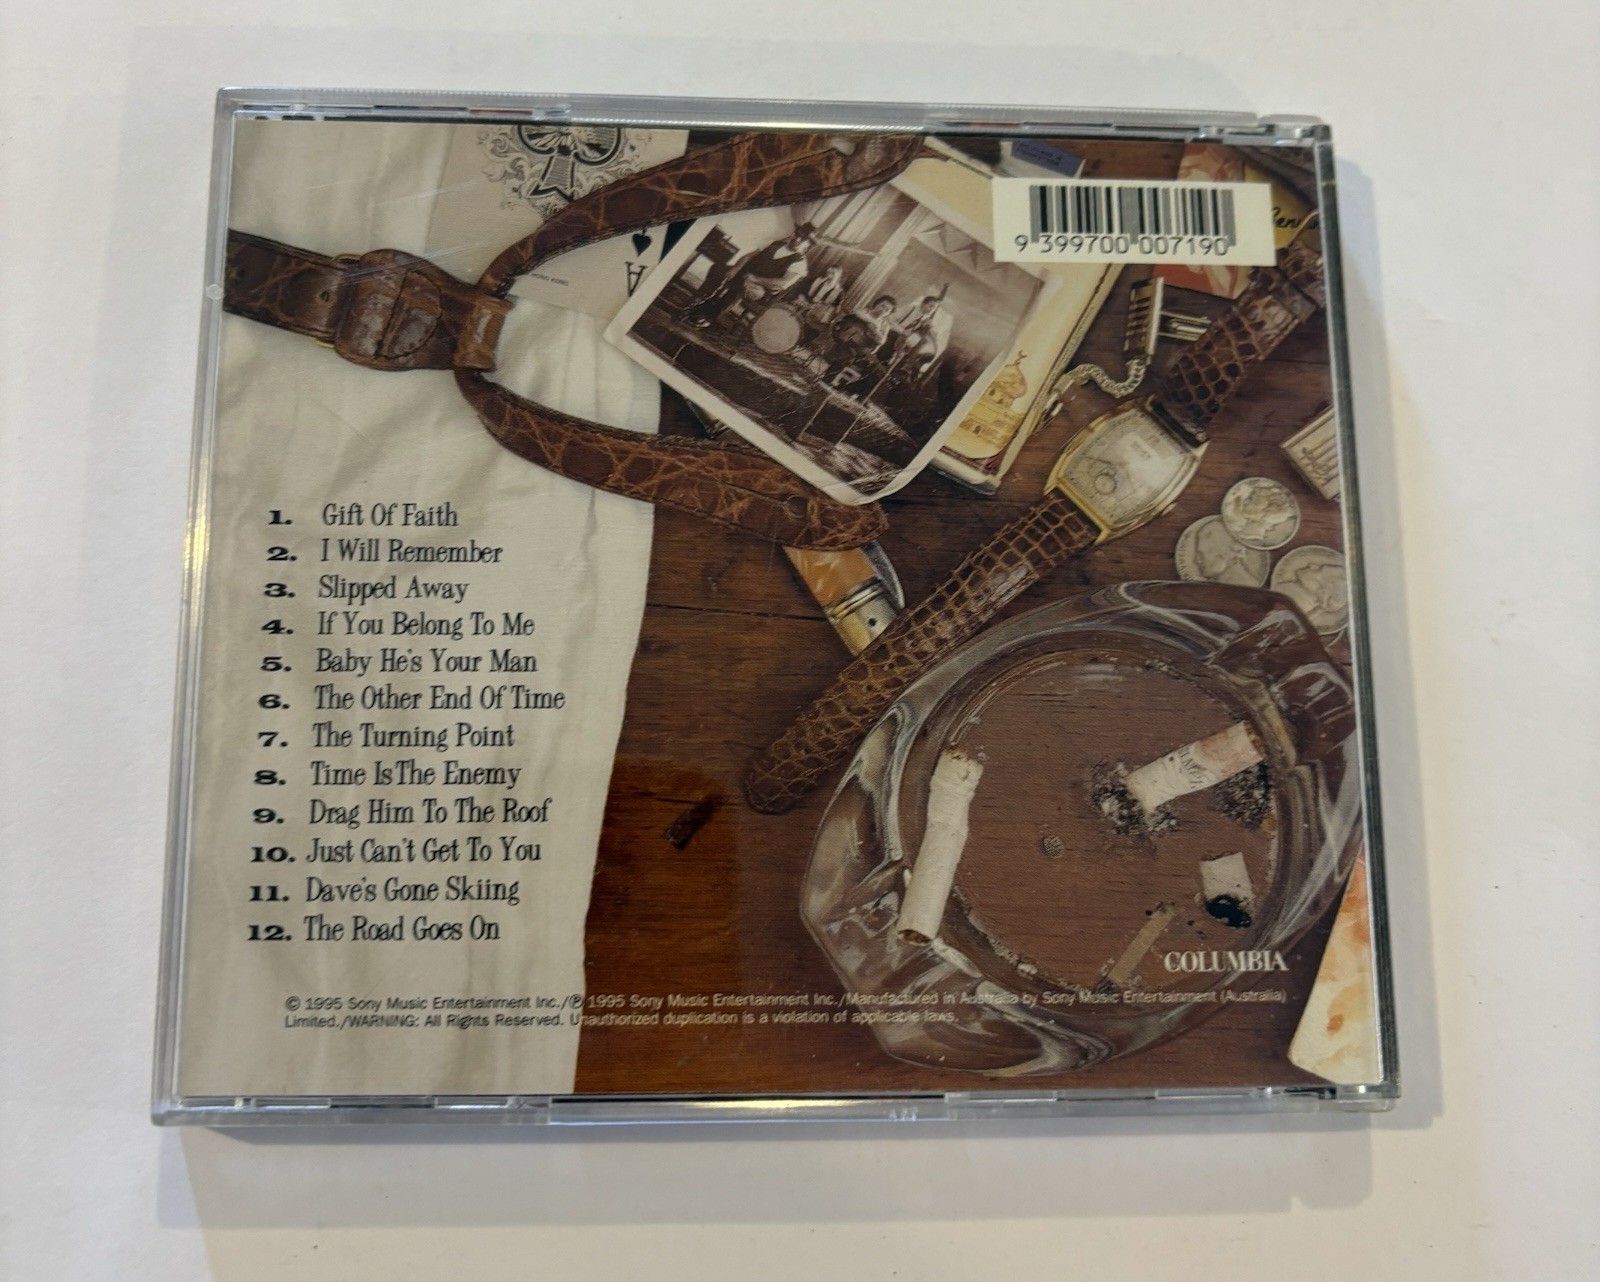 9 399700 007190
A
1. Gift Of Faith
2. I Will Remember
3. Slipped Away
4. If You Belong To Me
5. Baby He's Your Man
6. The Other End Of Time
7. The Turning Point
8. Time Is The Enemy
9. Drag Him To The Roof
10. Just Can't Get To You
11. Dave's Gone Skiing
12. The Road Goes On
COLUMBIA
© 1995 Sony Music Entertainment Inc./℗ 1995 Sony Music Entertainment Inc./Manufactured in Australia by Sony Music Entertainment (Australia)
Limited./WARNING: All Rights Reserved. Unauthorized duplication is a violation of applicable laws.